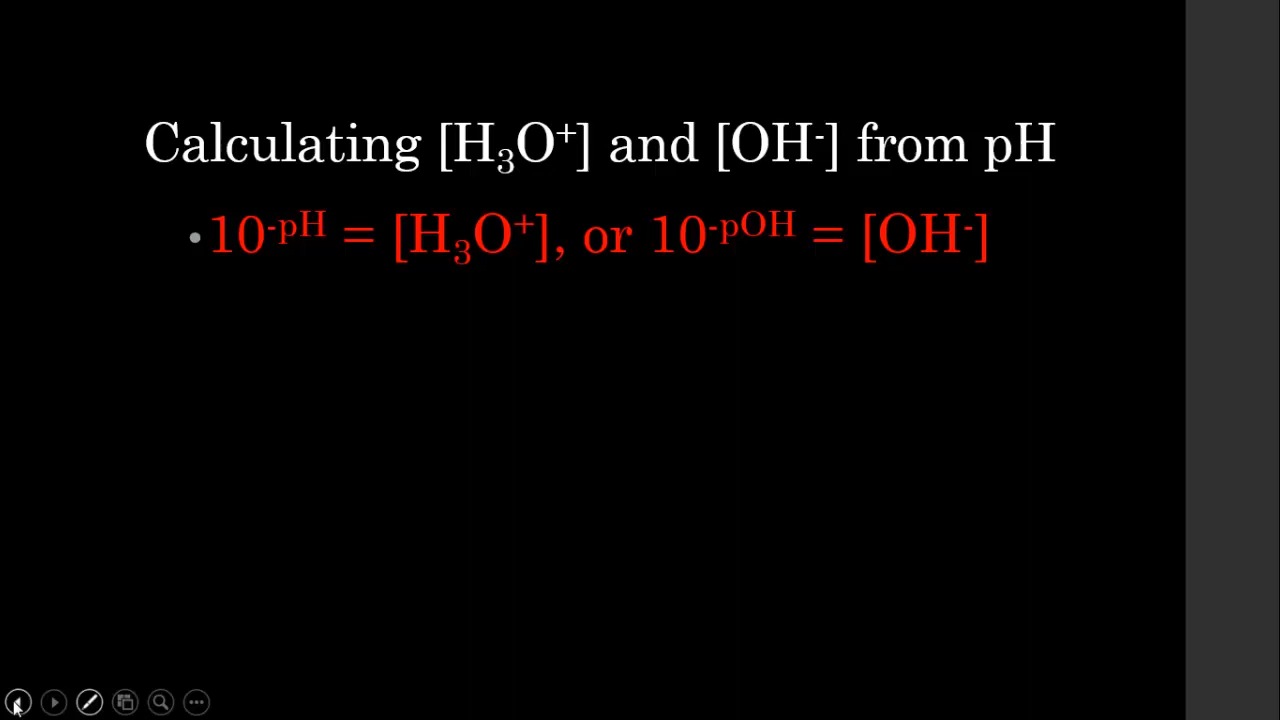 Calculating [H₃O⁺] and [OH⁻] from pH
• 10⁻ᵖᴴ = [H₃O⁺], or 10⁻ᵖᴼᴴ = [OH⁻]